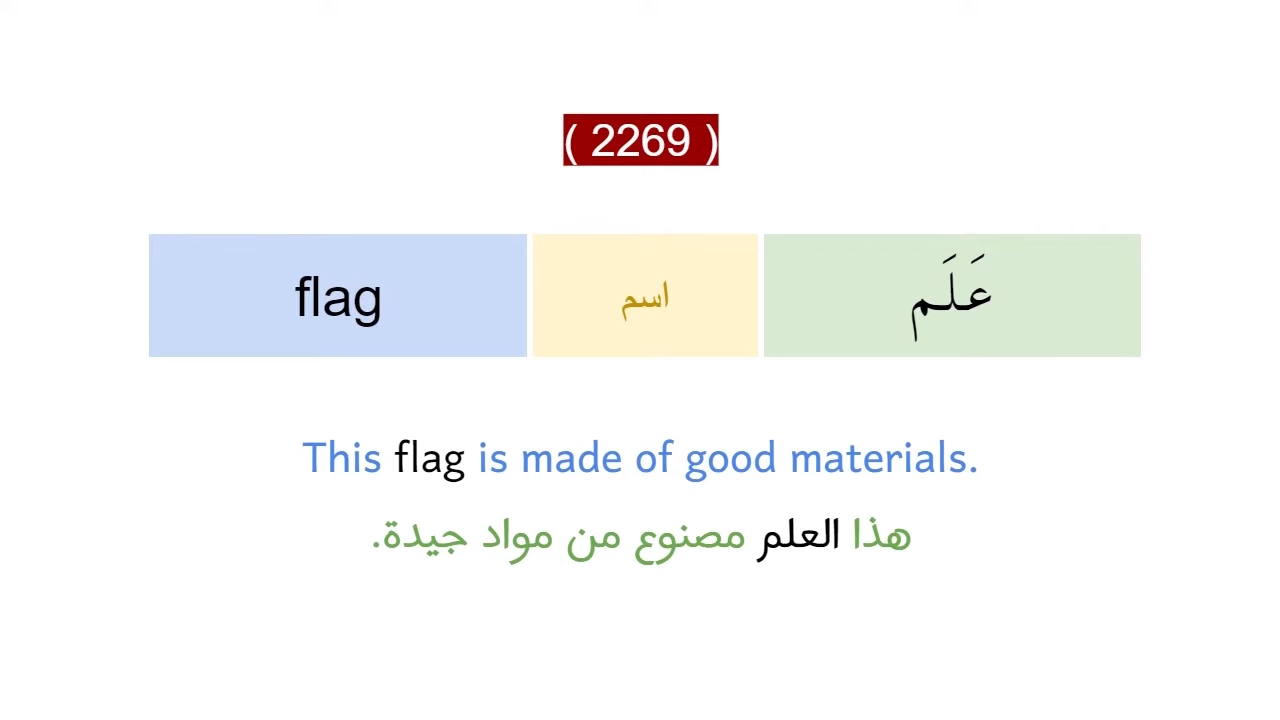 ( 2269 )
flag اسم عَلَم
This flag is made of good materials.
هذا العلم مصنوع من مواد جيدة.